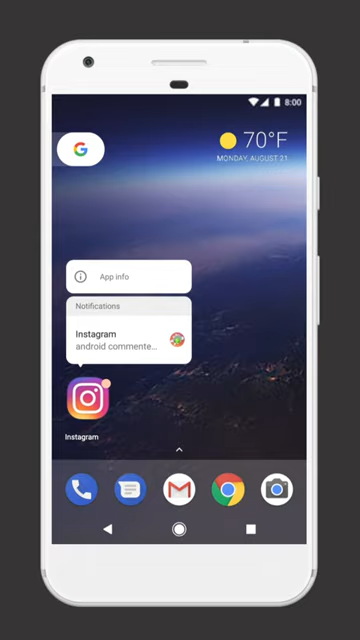 8:00
70°F
MONDAY, AUGUST 21
G
App info
Notifications
Instagram
android commente...
Instagram